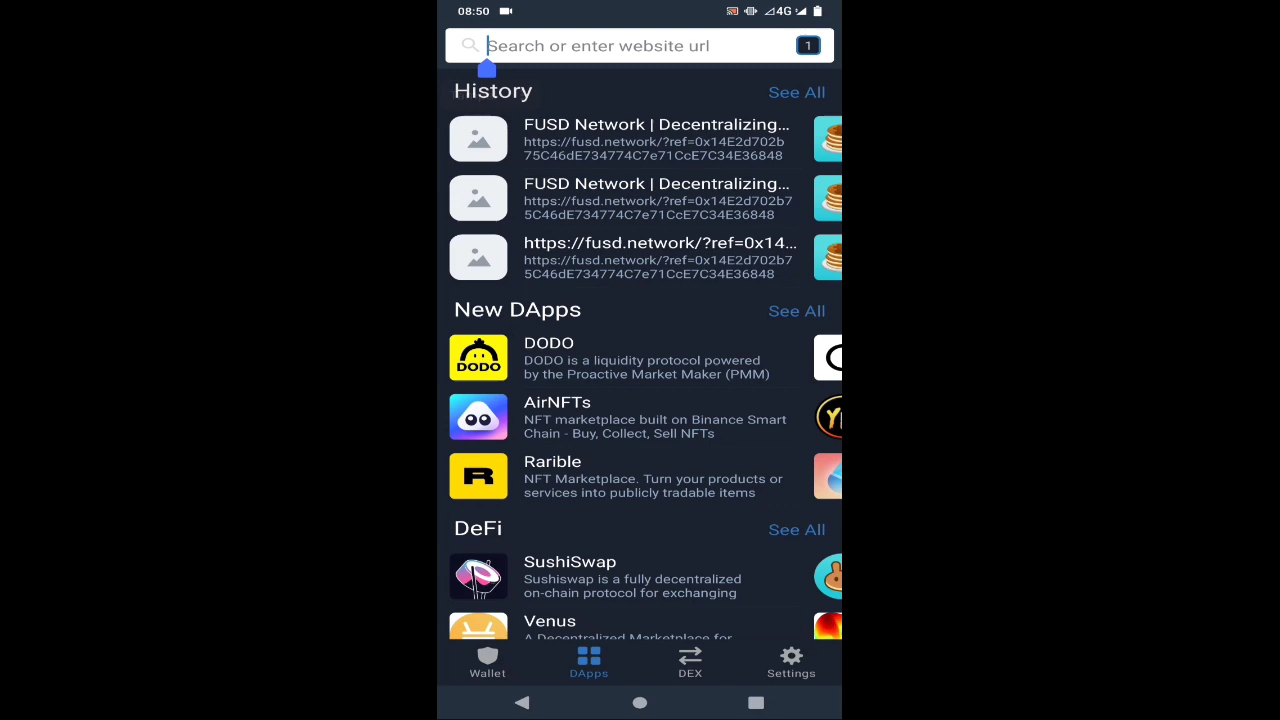 08:50
4G
Search or enter website url
1
History
See All
FUSD Network | Decentralizing...
https://fusd.network/?ref=0x14E2d702b
75C46dE734774C7e71CcE7C34E36848
FUSD Network | Decentralizing...
https://fusd.network/?ref=0x14E2d702b7
5C46dE734774C7e71CcE7C34E36848
https://fusd.network/?ref=0x14...
https://fusd.network/?ref=0x14E2d702b7
5C46dE734774C7e71CcE7C34E36848
New DApps
See All
DODO
DODO
DODO is a liquidity protocol powered
by the Proactive Market Maker (PMM)
AirNFTs
NFT marketplace built on Binance Smart
Chain - Buy, Collect, Sell NFTs
R
Rarible
NFT Marketplace. Turn your products or
services into publicly tradable items
DeFi
See All
SushiSwap
Sushiswap is a fully decentralized
on-chain protocol for exchanging
Venus
A Decentralized Marketplace for
Wallet
DApps
DEX
Settings